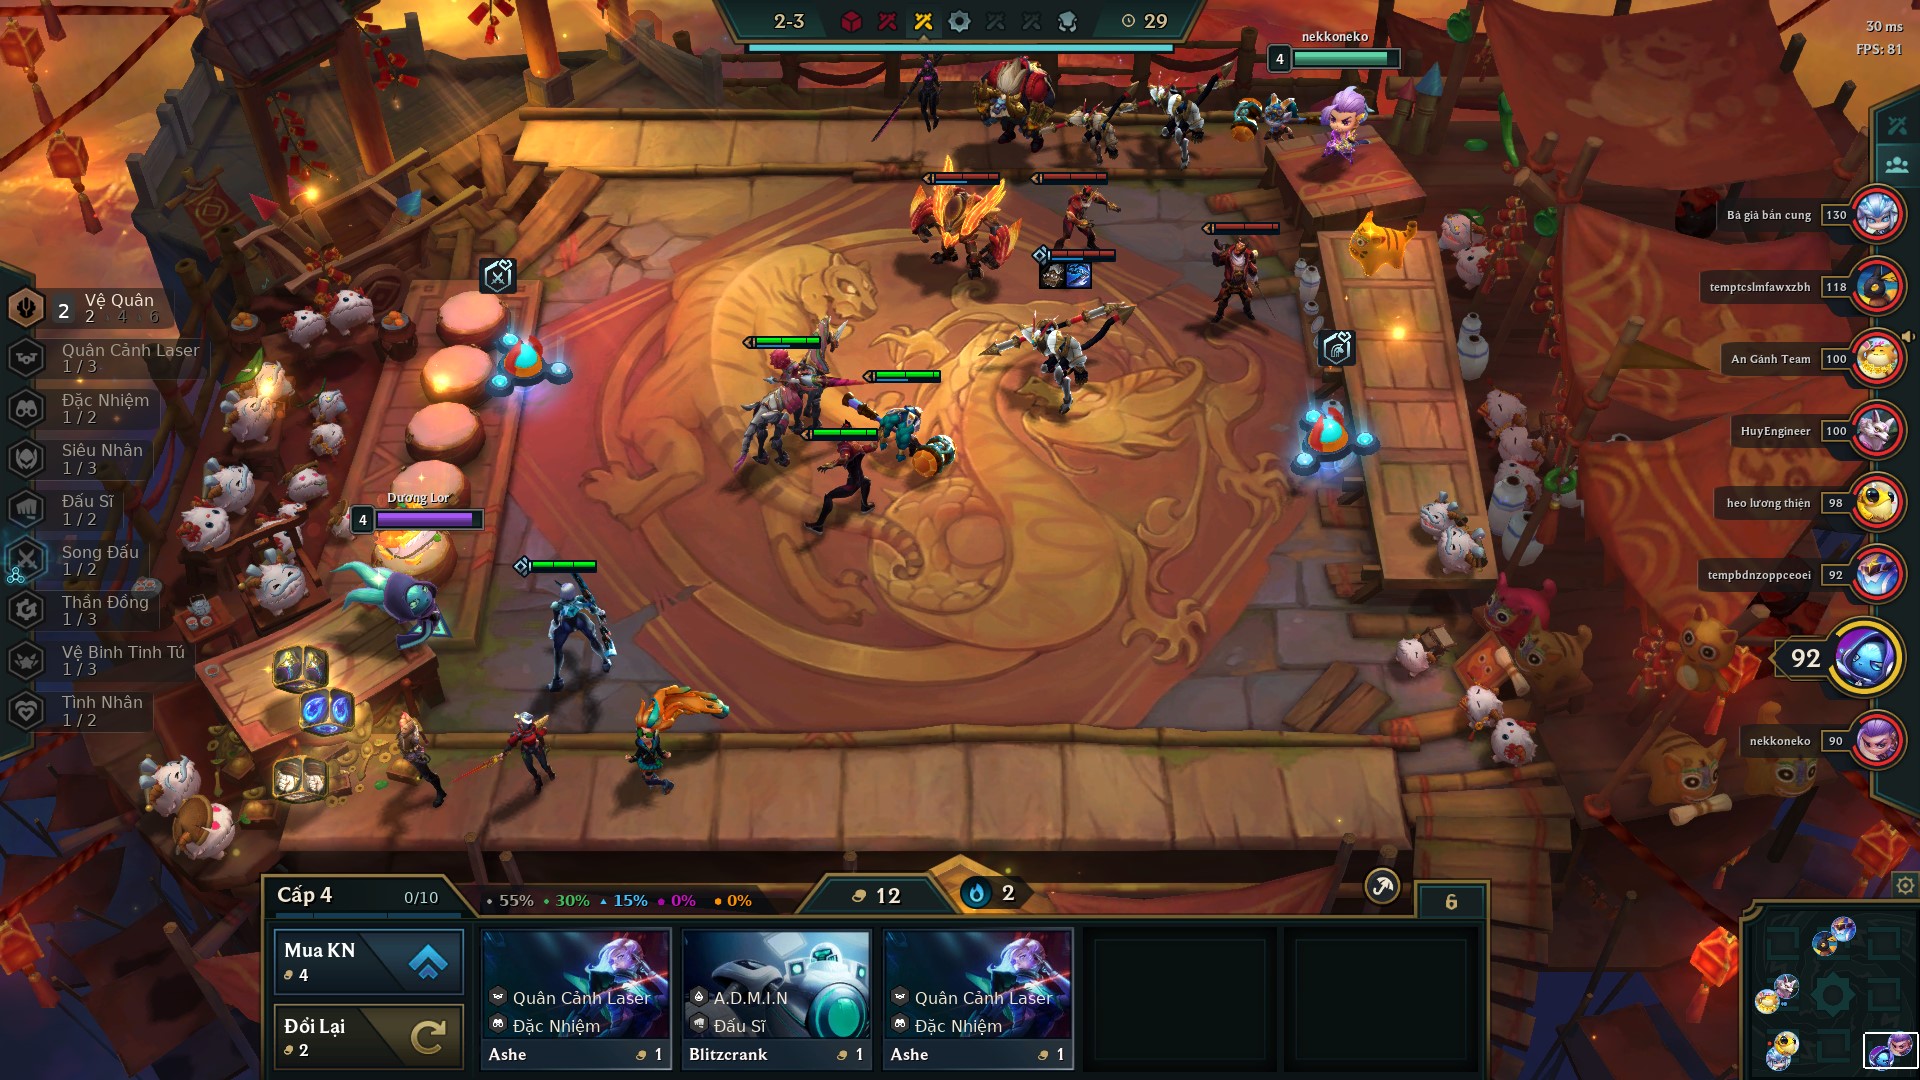 2-3
29
30 ms
FPS: 81
nekkoneko
4
Bà già bắn cung 130
temptcslmfawxzbh 118
An Gánh Team 100
HuyEngineer 100
heo lương thiện 98
tempbdnzoppceoei 92
92
nekkoneko 90
2 Vệ Quân
2 4 6
Quân Cảnh Laser
1 / 3
Đặc Nhiệm
1 / 2
Siêu Nhân
1 / 3
Đấu Sĩ
1 / 2
Song Đấu
1 / 2
Thần Đồng
1 / 3
Vệ Binh Tinh Tú
1 / 3
Tình Nhân
1 / 2
Dương Lor
4
Cấp 4
0/10
55% 30% 15% 0% 0%
12
2
6
Mua KN
4
Đổi Lại
2
Quân Cảnh Laser
Đặc Nhiệm
Ashe 1
A.D.M.I.N
Đấu Sĩ
Blitzcrank 1
Quân Cảnh Laser
Đặc Nhiệm
Ashe 1